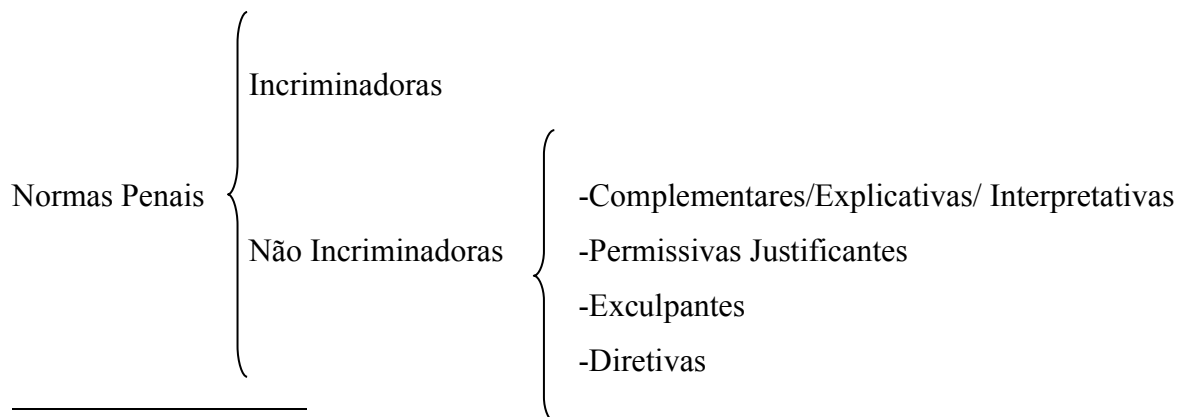 Incriminadoras
Normas Penais
-Complementares/Explicativas/ Interpretativas
Não Incriminadoras
-Permissivas Justificantes
-Exculpantes
-Diretivas